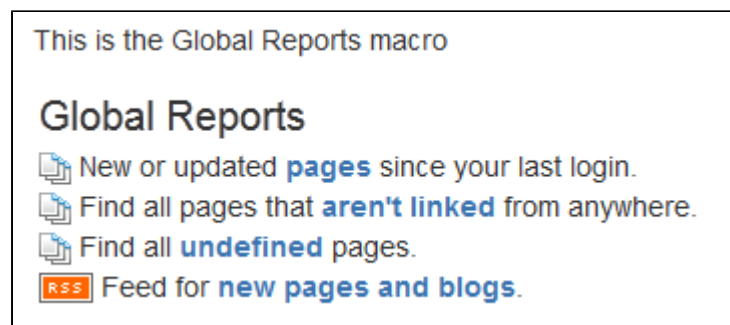 This is the Global Reports macro
Global Reports
New or updated pages since your last login.
Find all pages that aren't linked from anywhere.
Find all undefined pages.
RSS Feed for new pages and blogs.